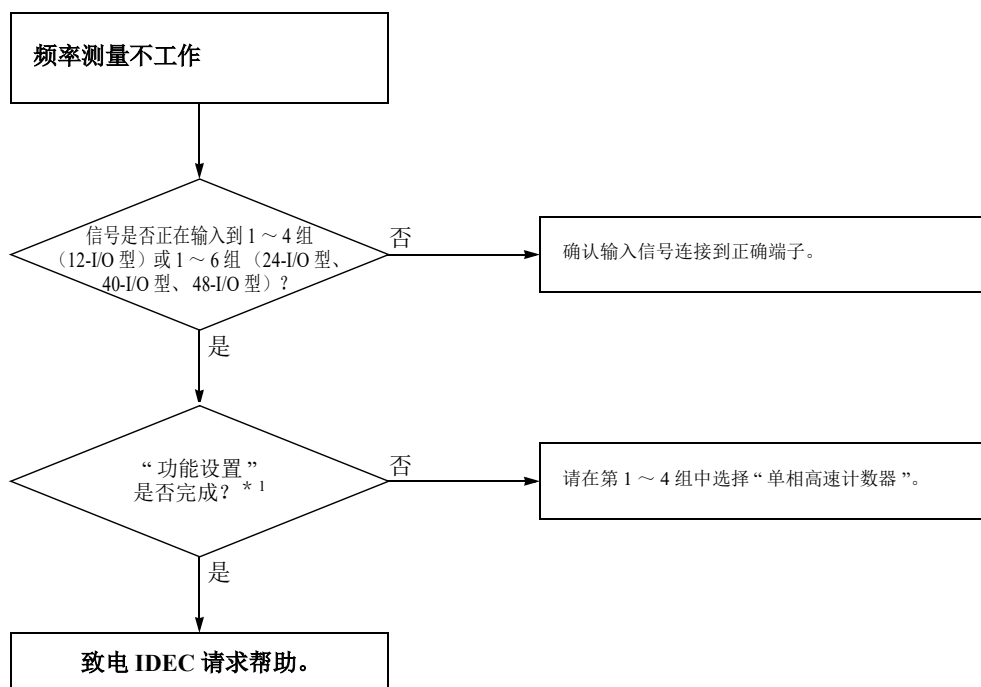 频率测量不工作
信号是否正在输入到 1 ～ 4 组
（12-I/O 型）或 1 ～ 6 组（24-I/O 型、
40-I/O 型、 48-I/O 型）？
否
确认输入信号连接到正确端子。
是
“ 功能设置 ”
是否完成？ * 1
否
请在第 1 ～ 4 组中选择 “ 单相高速计数器 ”。
是
致电 IDEC 请求帮助。